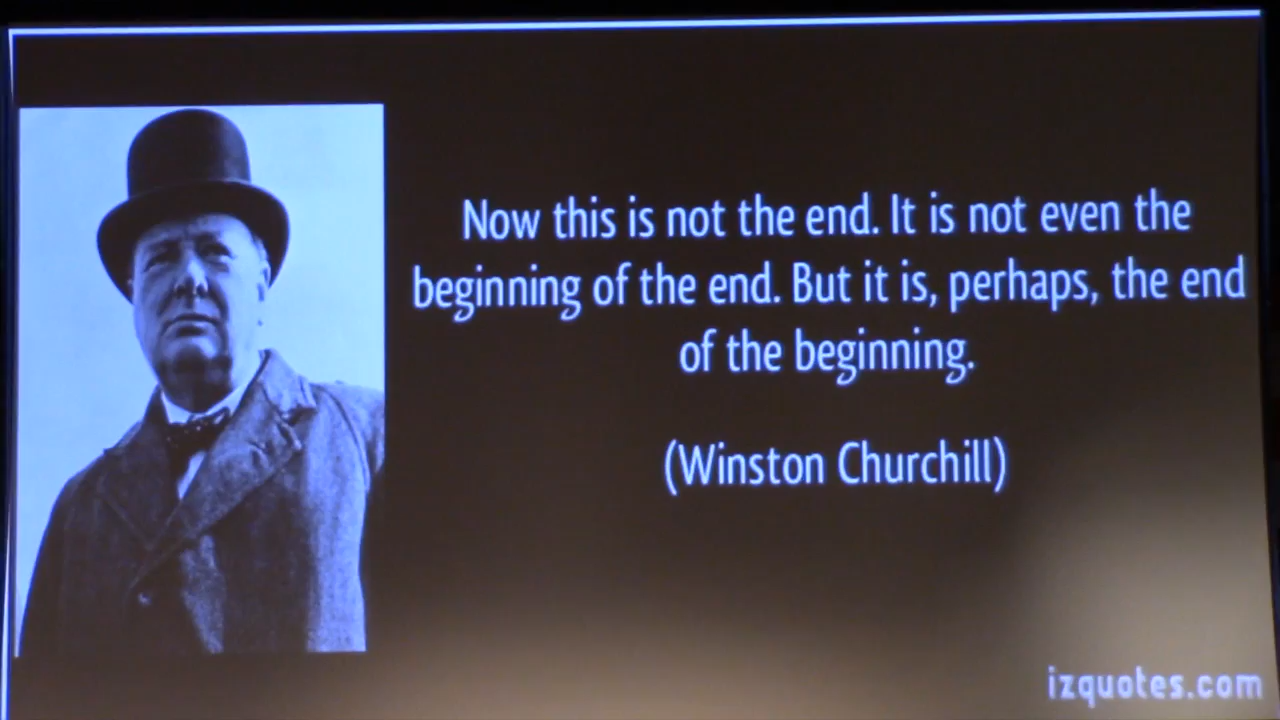 Now this is not the end. It is not even the
beginning of the end. But it is, perhaps, the end
of the beginning.
(Winston Churchill)
izquotes.com